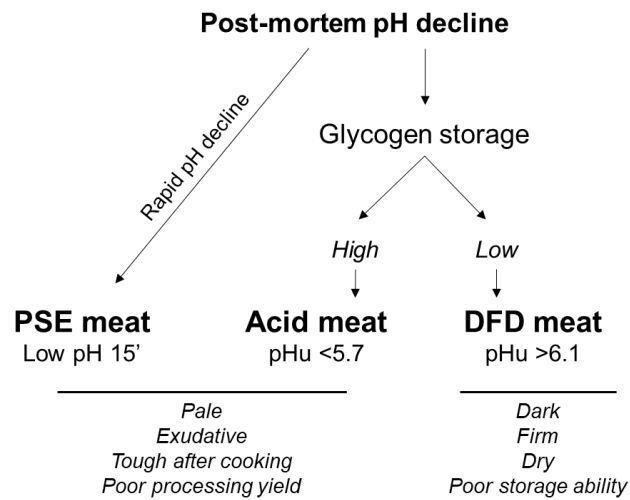 Post-mortem pH decline
Rapid pH decline
Glycogen storage
High
Low
PSE meat
Low pH 15'
Acid meat
pHu <5.7
DFD meat
pHu >6.1
Pale
Exudative
Tough after cooking
Poor processing yield
Dark
Firm
Dry
Poor storage ability